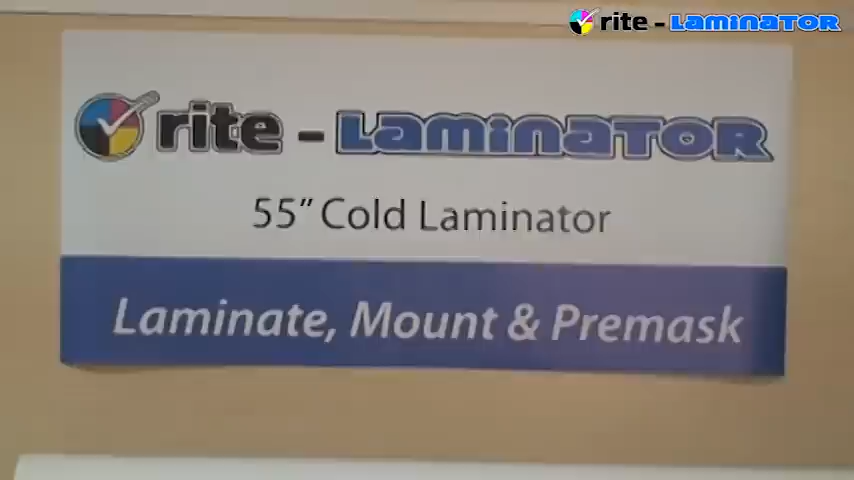 rite - LAMINATOR
rite - LAMINATOR
55" Cold Laminator
Laminate, Mount & Premask